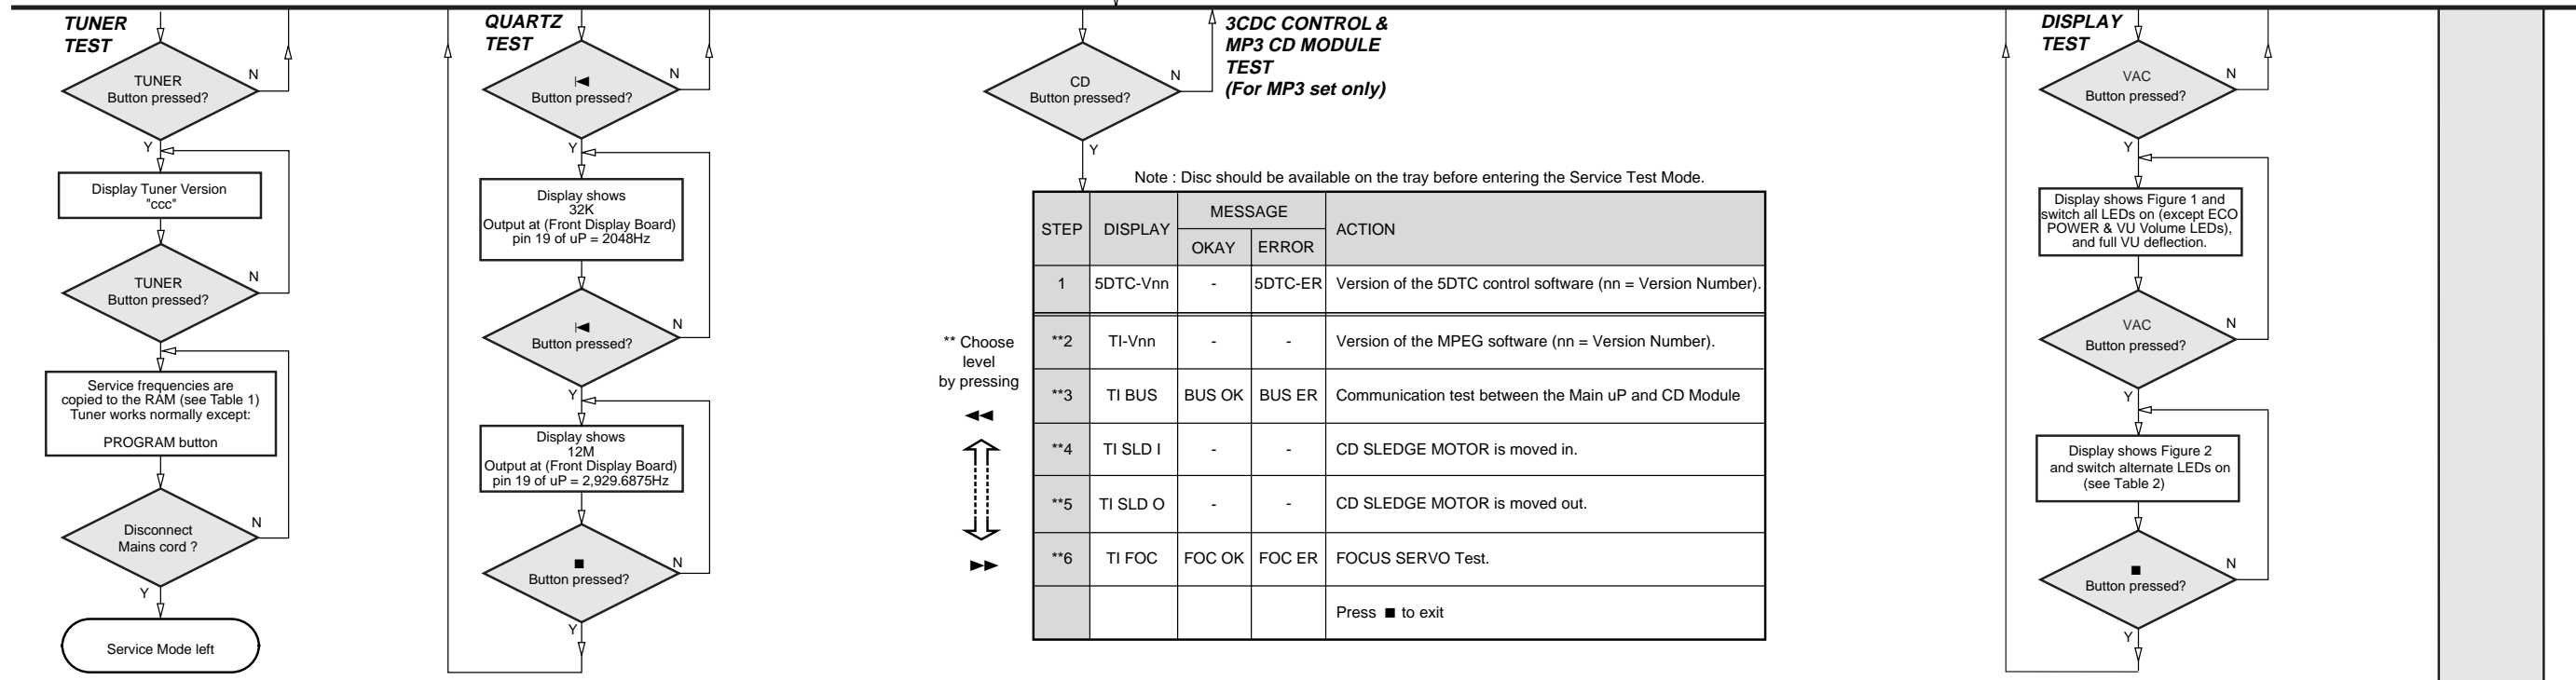 TUNER
TEST
TUNER
Button pressed?
N
Y
Display Tuner Version
"ccc"
TUNER
Button pressed?
N
Y
Service frequencies are
copied to the RAM (see Table 1)
Tuner works normally except:
PROGRAM button
Disconnect
Mains cord ?
N
Y
Service Mode left
QUARTZ
TEST
Button pressed?
N
Y
Display shows
32K
Output at (Front Display Board)
pin 19 of uP = 2048Hz
Button pressed?
N
Y
Display shows
12M
Output at (Front Display Board)
pin 19 of uP = 2,929.6875Hz
Button pressed?
N
Y
3CDC CONTROL &
MP3 CD MODULE
TEST
(For MP3 set only)
CD
Button pressed?
N
Y
Note : Disc should be available on the tray before entering the Service Test Mode.
STEP DISPLAY MESSAGE ACTION
OKAY ERROR
1 5DTC-Vnn - 5DTC-ER Version of the 5DTC control software (nn = Version Number).
**2 TI-Vnn - - Version of the MPEG software (nn = Version Number).
**3 TI BUS BUS OK BUS ER Communication test between the Main uP and CD Module
**4 TI SLD I - - CD SLEDGE MOTOR is moved in.
**5 TI SLD O - - CD SLEDGE MOTOR is moved out.
**6 TI FOC FOC OK FOC ER FOCUS SERVO Test.
Press ■ to exit
** Choose
level
by pressing
DISPLAY
TEST
VAC
Button pressed?
N
Y
Display shows Figure 1 and
switch all LEDs on (except ECO
POWER & VU Volume LEDs),
and full VU deflection.
VAC
Button pressed?
N
Y
Display shows Figure 2
and switch alternate LEDs on
(see Table 2)
Button pressed?
N
Y